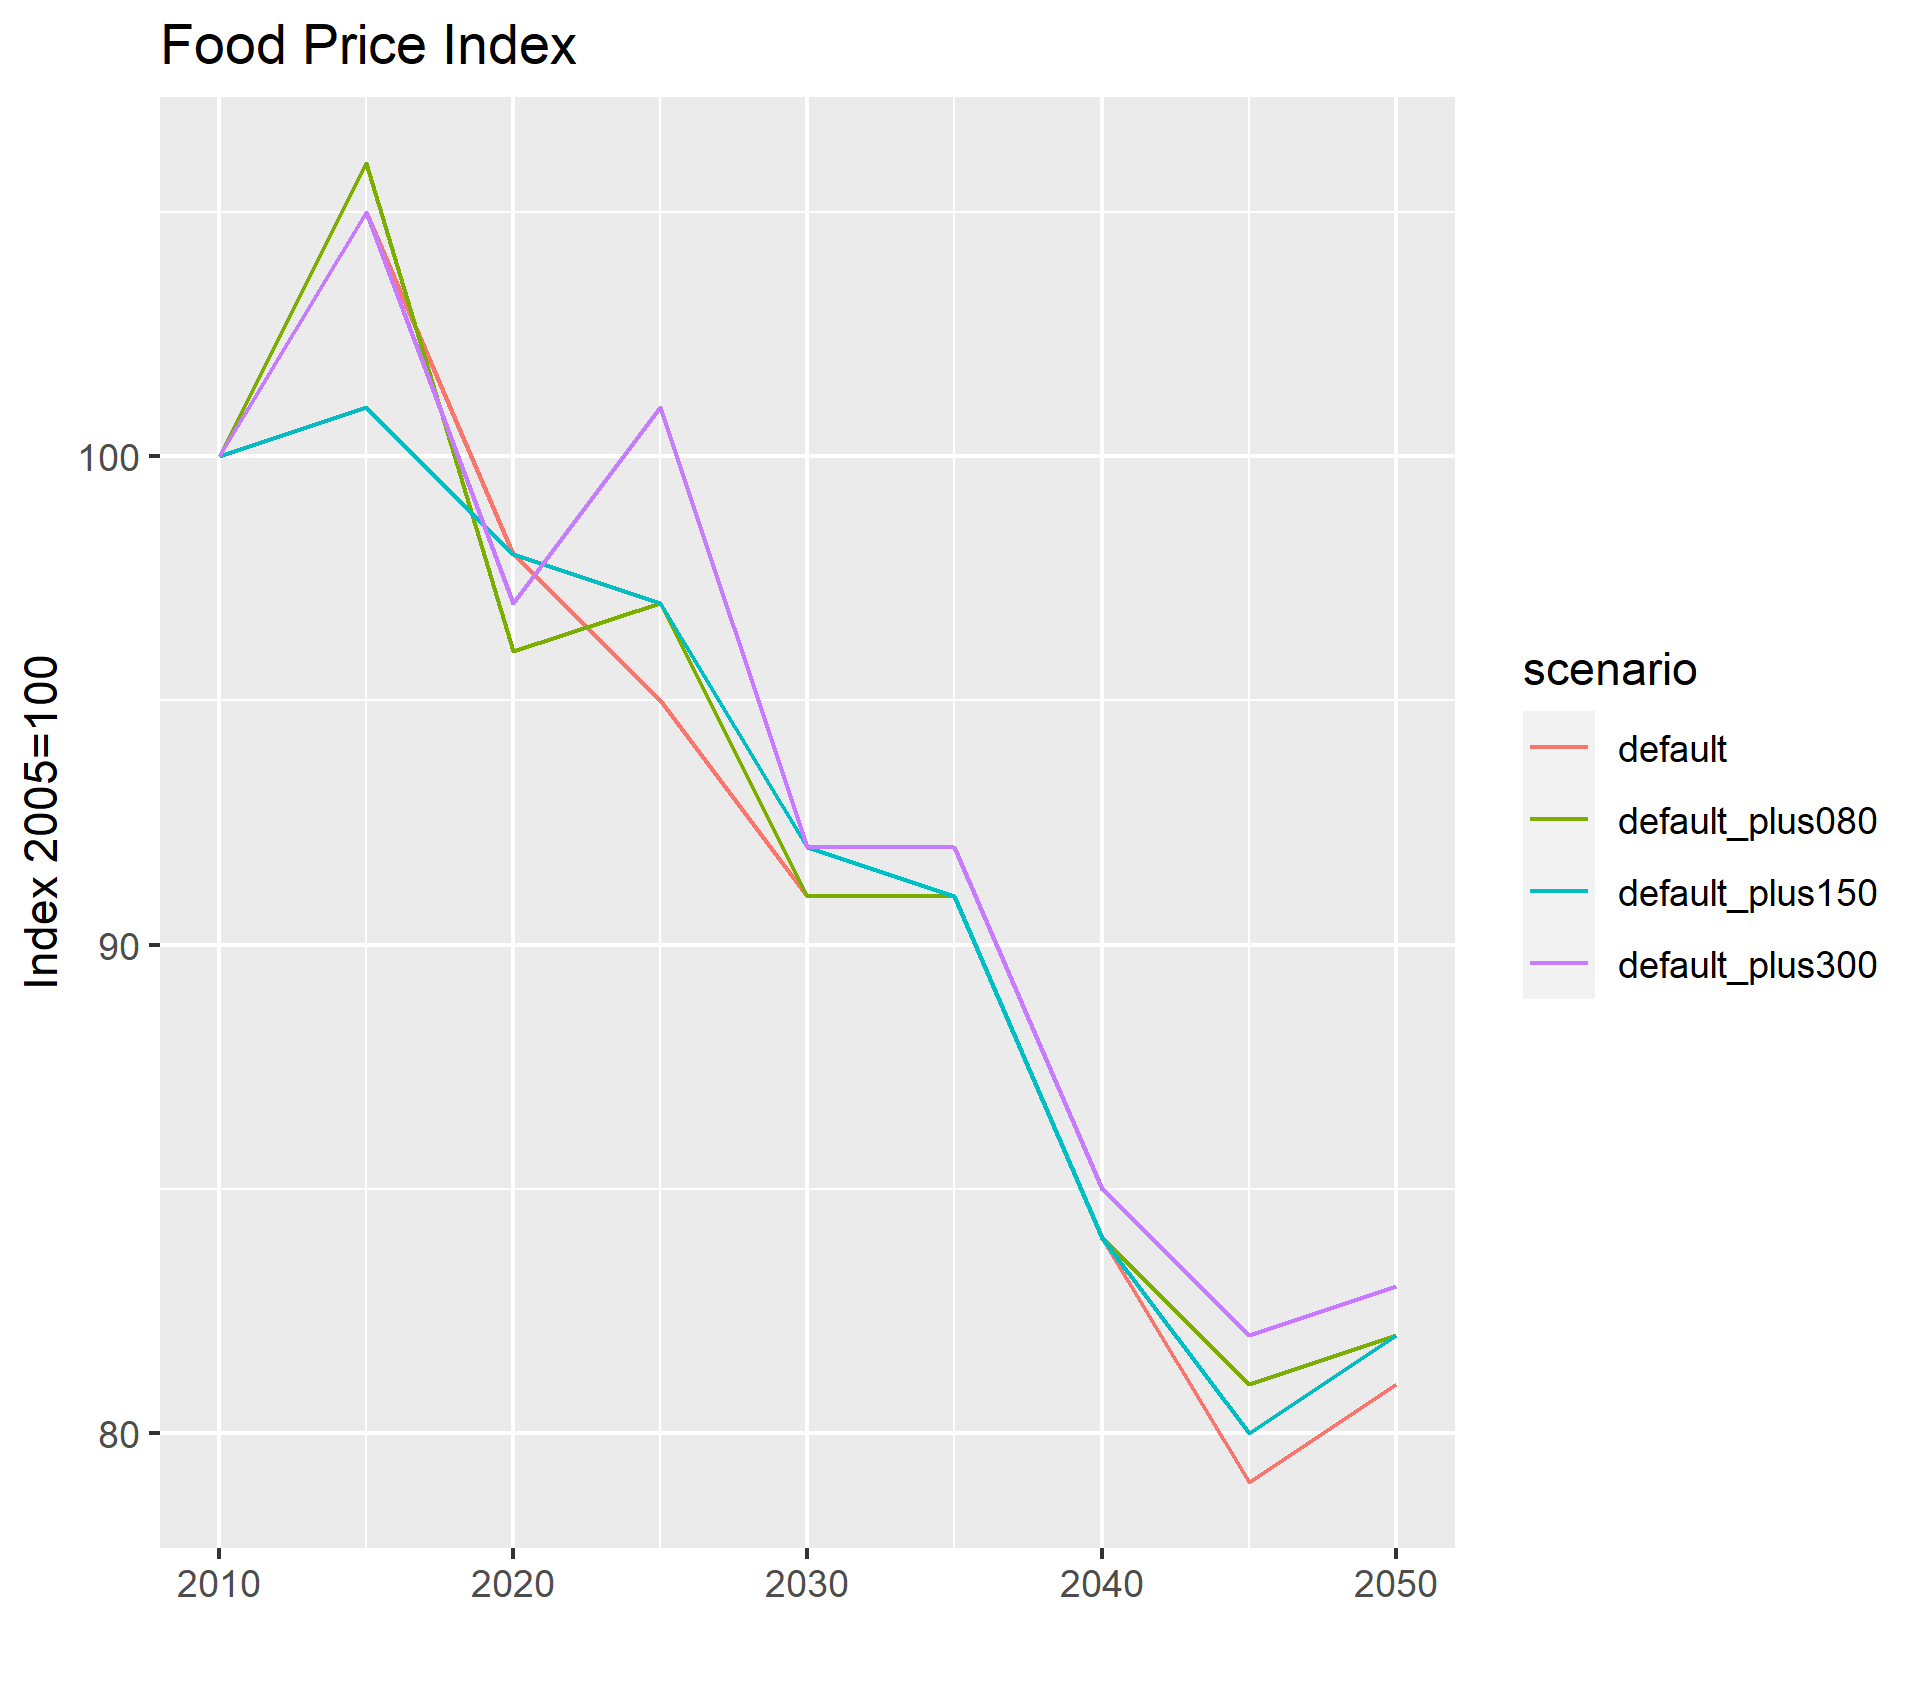 Food Price Index
Index 2005=100
100
90
80
2010 2020 2030 2040 2050
scenario
default
default_plus080
default_plus150
default_plus300